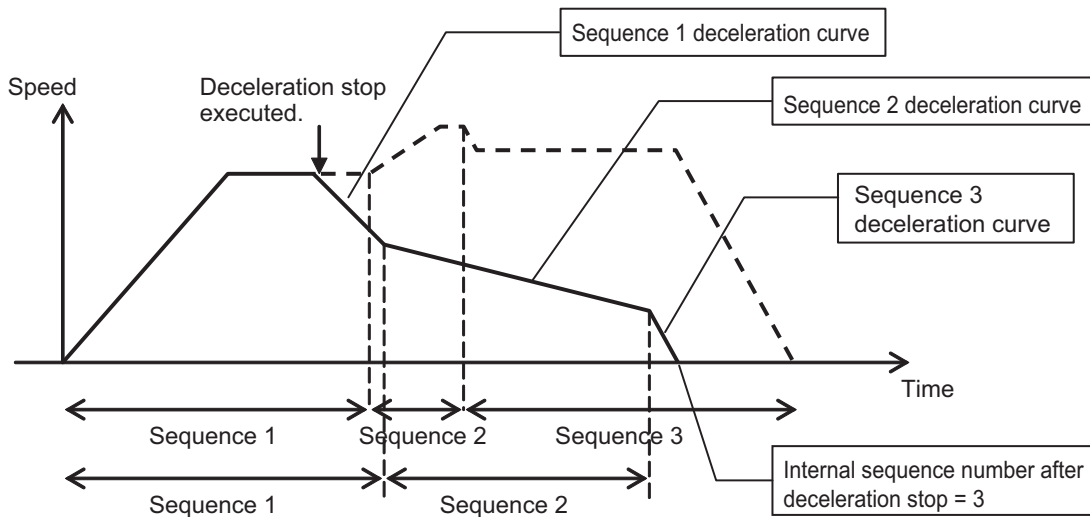 Sequence 1 deceleration curve
Speed
Deceleration stop
executed.
Sequence 2 deceleration curve
Sequence 3
deceleration curve
Time
Sequence 1
Sequence 2
Sequence 3
Sequence 1
Sequence 2
Internal sequence number after
deceleration stop = 3